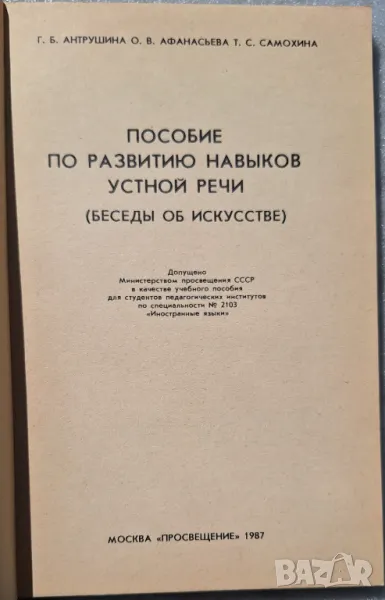 Г. Б. АНТРУШИНА О. В. АФАНАСЬЕВА Т. С. САМОХИНА
ПОСОБИЕ
ПО РАЗВИТИЮ НАВЫКОВ
УСТНОЙ РЕЧИ
(БЕСЕДЫ ОБ ИСКУССТВЕ)
Допущено
Министерством просвещения СССР
в качестве учебного пособия
для студентов педагогических институтов
по специальности № 2103
«Иностранные языки»
МОСКВА «ПРОСВЕЩЕНИЕ» 1987
BAZAR